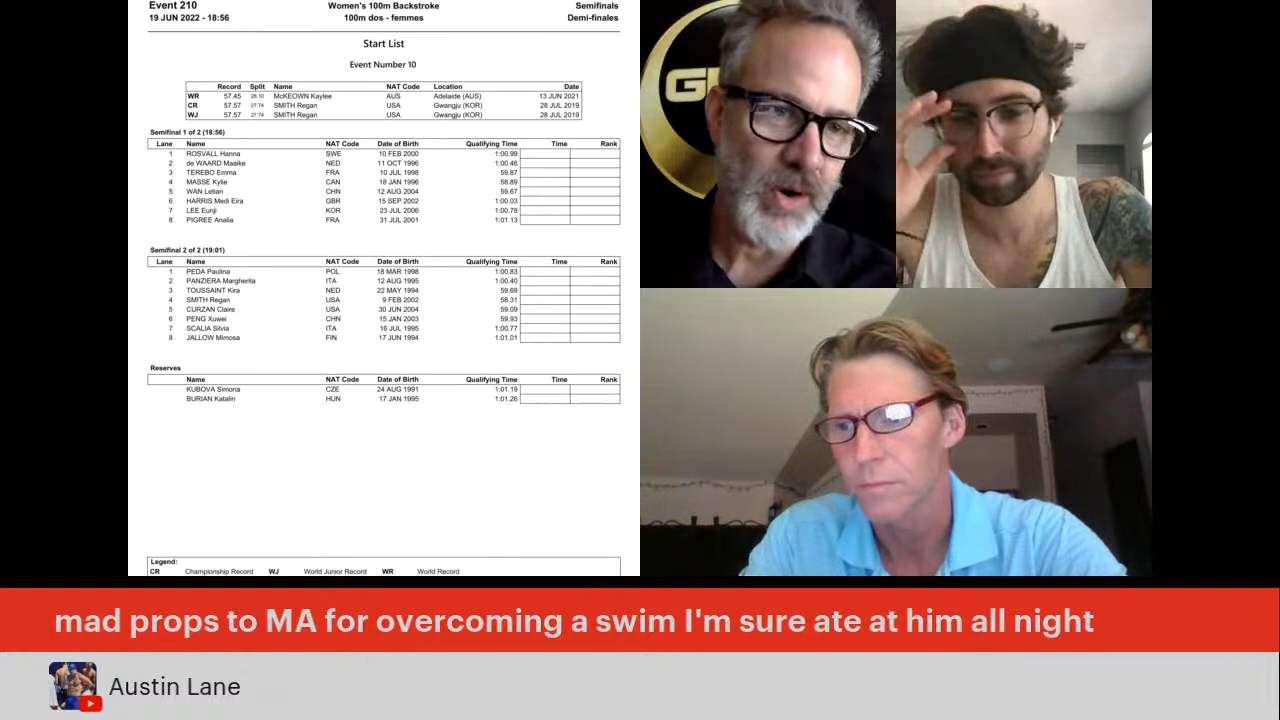 Event 210 Women's 100m Backstroke Semifinals
19 JUN 2022 - 18:56 100m dos - femmes Demi-finales
Start List
Event Number 10
Record Split Name NAT Code Location Date
WR 57.45 28.10 McKEOWN Kaylee AUS Adelaide (AUS) 13 JUN 2021
CR 57.57 27.74 SMITH Regan USA Gwangju (KOR) 28 JUL 2019
WJ 57.57 27.74 SMITH Regan USA Gwangju (KOR) 28 JUL 2019
Semifinal 1 of 2 (18:56)
Lane Name NAT Code Date of Birth Qualifying Time Time Rank
1 ROSVALL Hanna SWE 10 FEB 2000 1:00.99
2 de WAARD Maaike NED 11 OCT 1996 1:00.46
3 TEREBO Emma FRA 10 JUL 1998 59.87
4 MASSE Kylie CAN 18 JAN 1996 58.89
5 WAN Letian CHN 12 AUG 2004 59.67
6 HARRIS Medi Eira GBR 15 SEP 2002 1:00.03
7 LEE Eunji KOR 23 JUL 2006 1:00.78
8 PIGREE Analia FRA 31 JUL 2001 1:01.13
Semifinal 2 of 2 (19:01)
Lane Name NAT Code Date of Birth Qualifying Time Time Rank
1 PEDA Paulina POL 18 MAR 1998 1:00.83
2 PANZIERA Margherita ITA 12 AUG 1995 1:00.40
3 TOUSSAINT Kira NED 22 MAY 1994 59.69
4 SMITH Regan USA 9 FEB 2002 58.31
5 CURZAN Claire USA 30 JUN 2004 59.09
6 PENG Xuwei CHN 15 JAN 2003 59.93
7 SCALIA Silvia ITA 16 JUL 1995 1:00.77
8 JALLOW Mimosa FIN 17 JUN 1994 1:01.01
Reserves
Name NAT Code Date of Birth Qualifying Time Time Rank
KUBOVA Simona CZE 24 AUG 1991 1:01.19
BURIAN Katalin HUN 17 JAN 1995 1:01.26
Legend:
CR Championship Record WJ World Junior Record WR World Record
mad props to MA for overcoming a swim I'm sure ate at him all night
Austin Lane